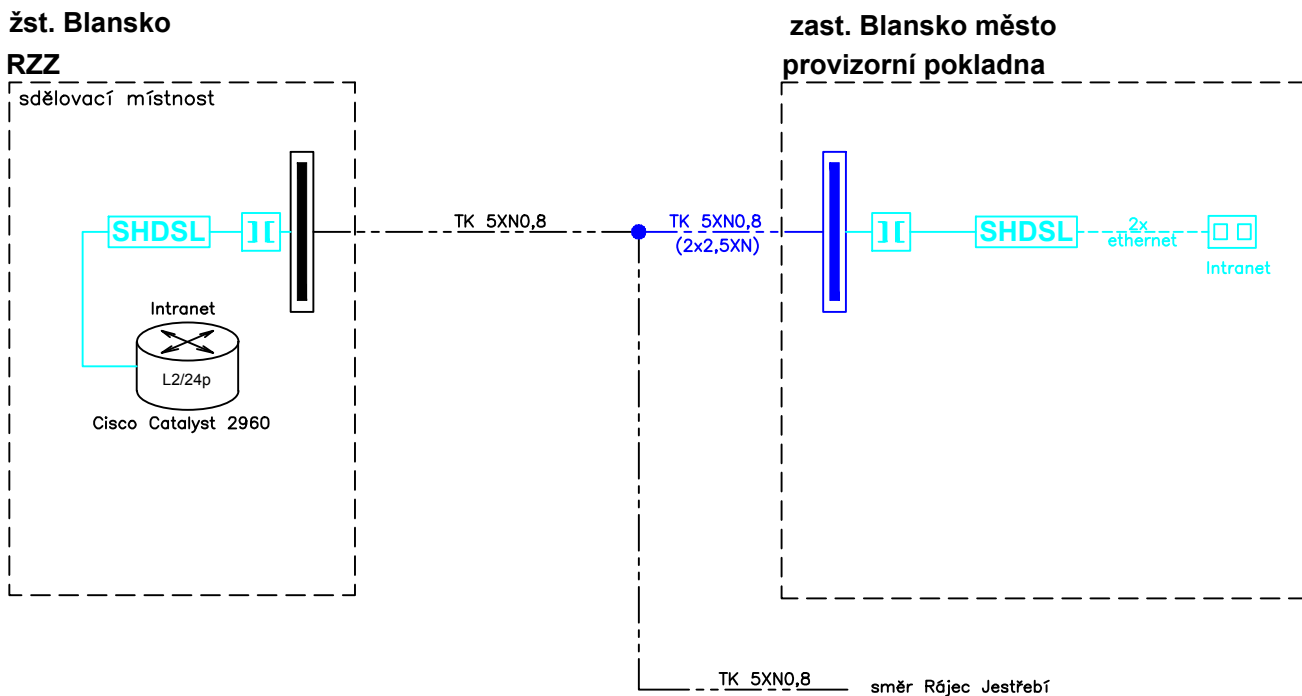 žst. Blansko
RZZ
sdělovací místnost
zast. Blansko město
provizorní pokladna
SHDSL
TK 5XN0,8
TK 5XN0,8
(2x2,5XN)
SHDSL
2x
ethernet
Intranet
Intranet
L2/24p
Cisco Catalyst 2960
TK 5XN0,8
směr Rájec Jestřebí